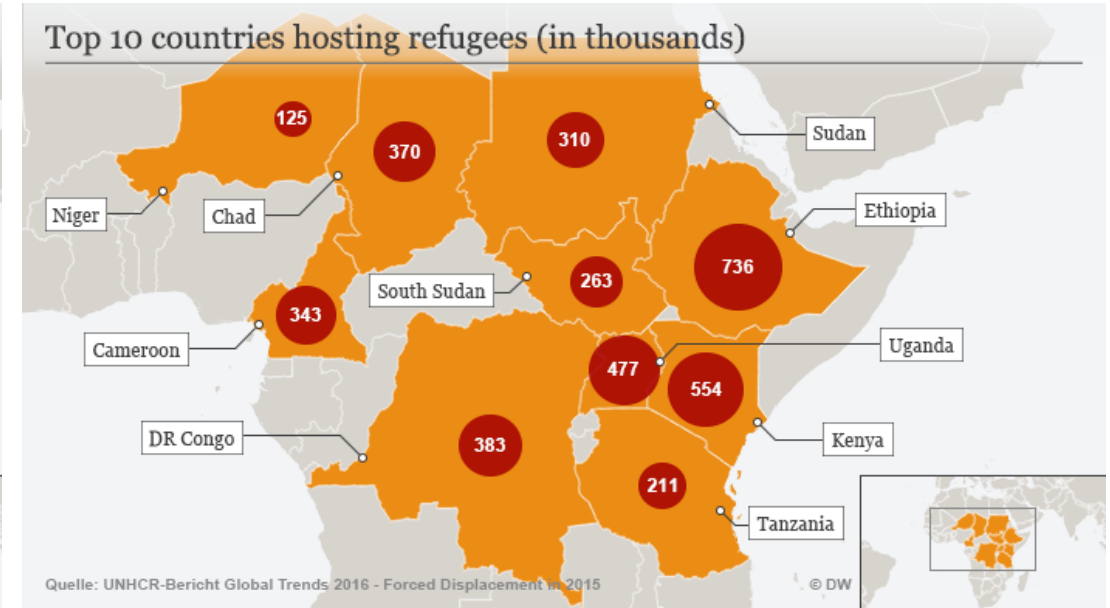 Top 10 countries hosting refugees (in thousands)
125
370
310
Sudan
Niger
Chad
Ethiopia
736
South Sudan
263
343
Cameroon
Uganda
477
554
DR Congo
383
Kenya
211
Tanzania
Quelle: UNHCR-Bericht Global Trends 2016 - Forced Displacement in 2015
© DW